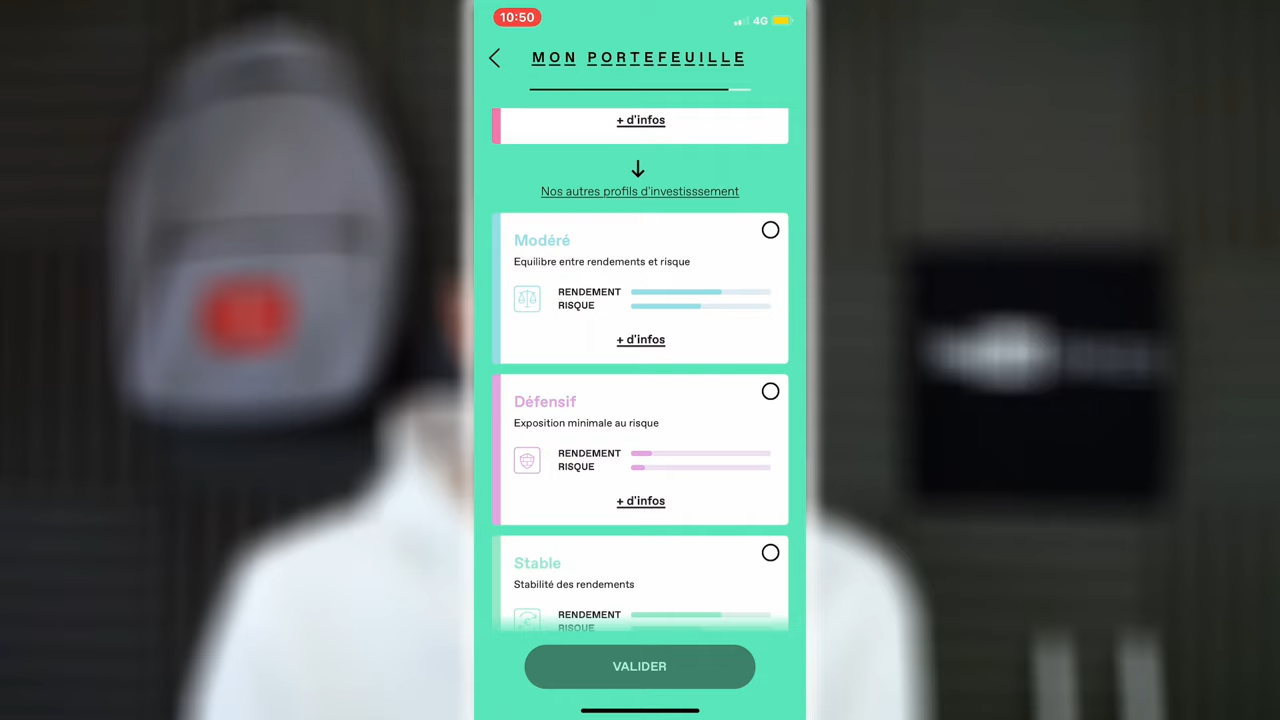 10:50
4G
MON PORTEFEUILLE
+ d'infos
Nos autres profils d'investisssement
Modéré
Equilibre entre rendements et risque
RENDEMENT
RISQUE
+ d'infos
Défensif
Exposition minimale au risque
RENDEMENT
RISQUE
+ d'infos
Stable
Stabilité des rendements
RENDEMENT
RISQUE
VALIDER